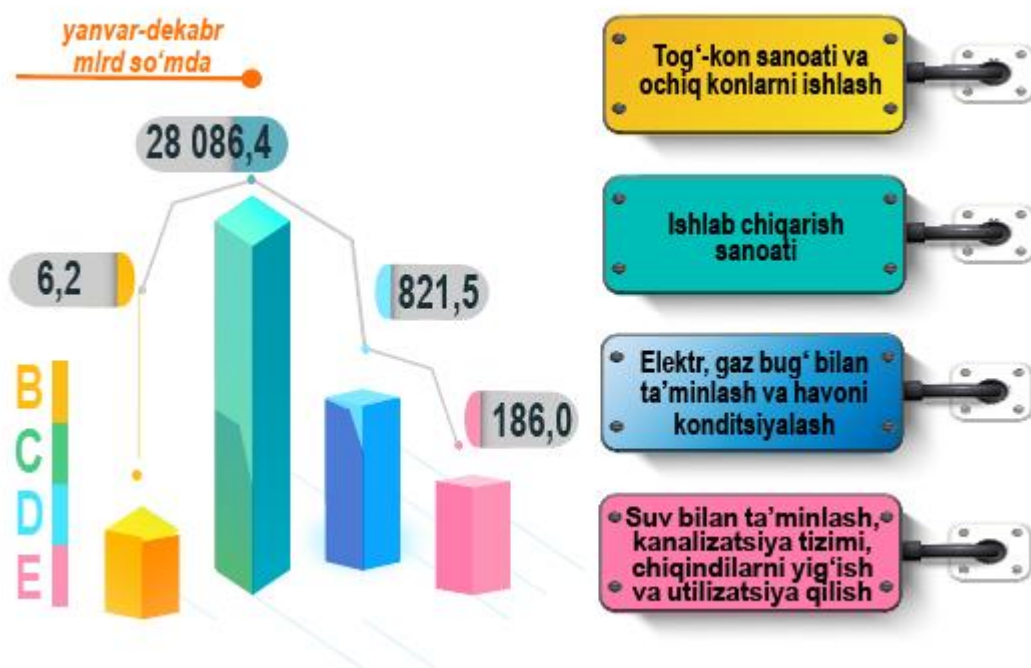 yanvar-dekabr
mlrd so‘mda
28 086,4
6,2
821,5
186,0
B
C
D
E
Tog‘-kon sanoati va
ochiq konlarni ishlash
Ishlab chiqarish
sanoati
Elektr, gaz bug‘ bilan
ta’minlash va havoni
konditsiyalash
Suv bilan ta’minlash,
kanalizatsiya tizimi,
chiqindilarni yig‘ish
va utilizatsiya qilish